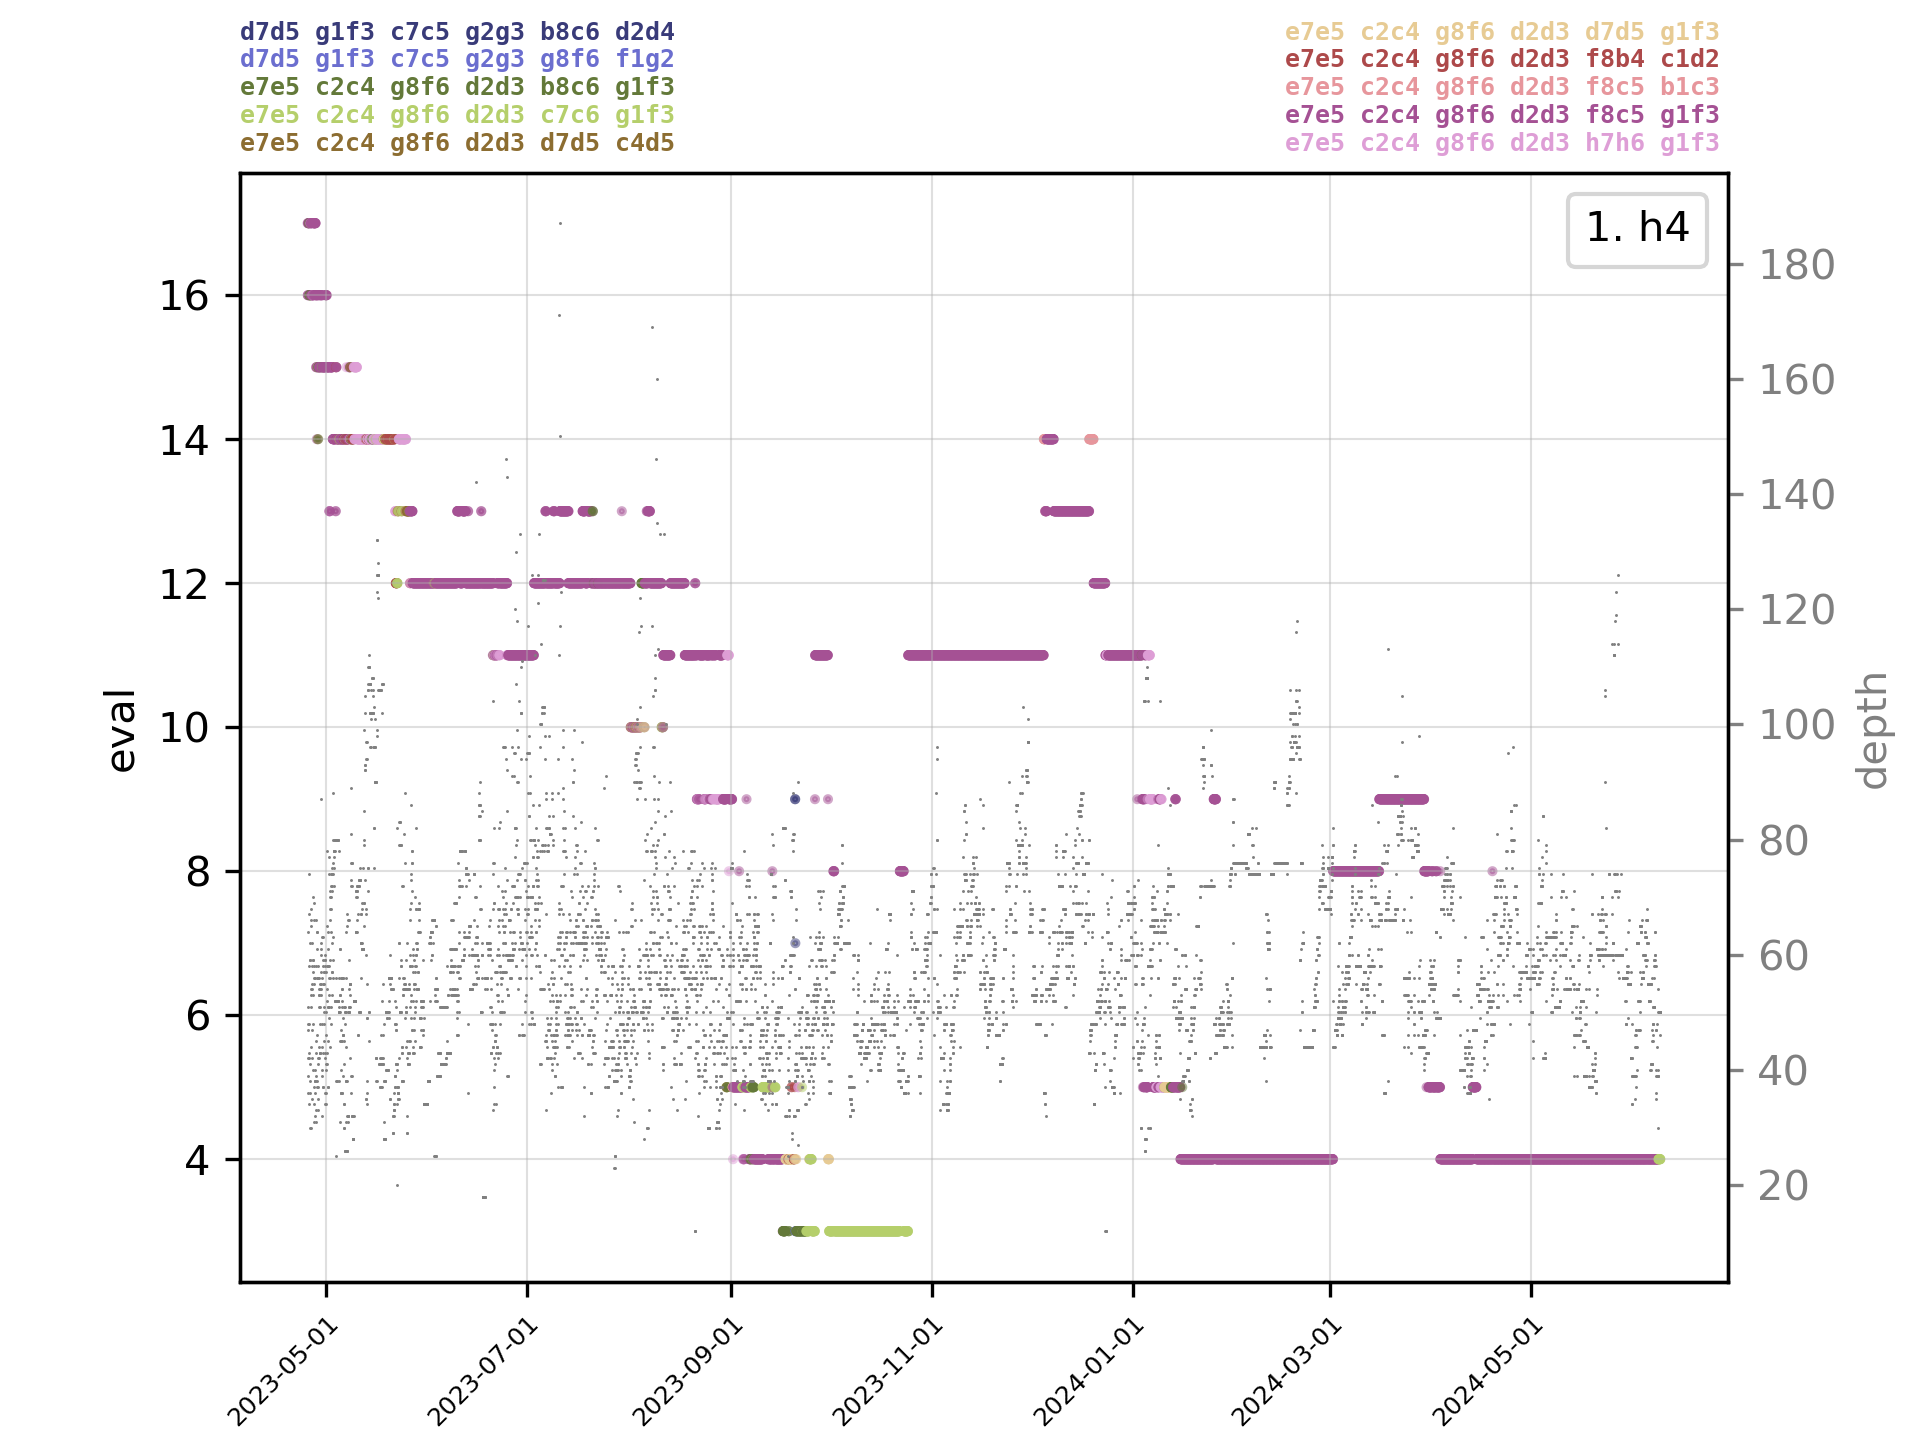 d7d5 g1f3 c7c5 g2g3 b8c6 d2d4
d7d5 g1f3 c7c5 g2g3 g8f6 f1g2
e7e5 c2c4 g8f6 d2d3 b8c6 g1f3
e7e5 c2c4 g8f6 d2d3 c7c6 g1f3
e7e5 c2c4 g8f6 d2d3 d7d5 c4d5
e7e5 c2c4 g8f6 d2d3 d7d5 g1f3
e7e5 c2c4 g8f6 d2d3 f8b4 c1d2
e7e5 c2c4 g8f6 d2d3 f8c5 b1c3
e7e5 c2c4 g8f6 d2d3 f8c5 g1f3
e7e5 c2c4 g8f6 d2d3 h7h6 g1f3
1. h4
eval
16
14
12
10
8
6
4
depth
180
160
140
120
100
80
60
40
20
2023-05-01
2023-07-01
2023-09-01
2023-11-01
2024-01-01
2024-03-01
2024-05-01